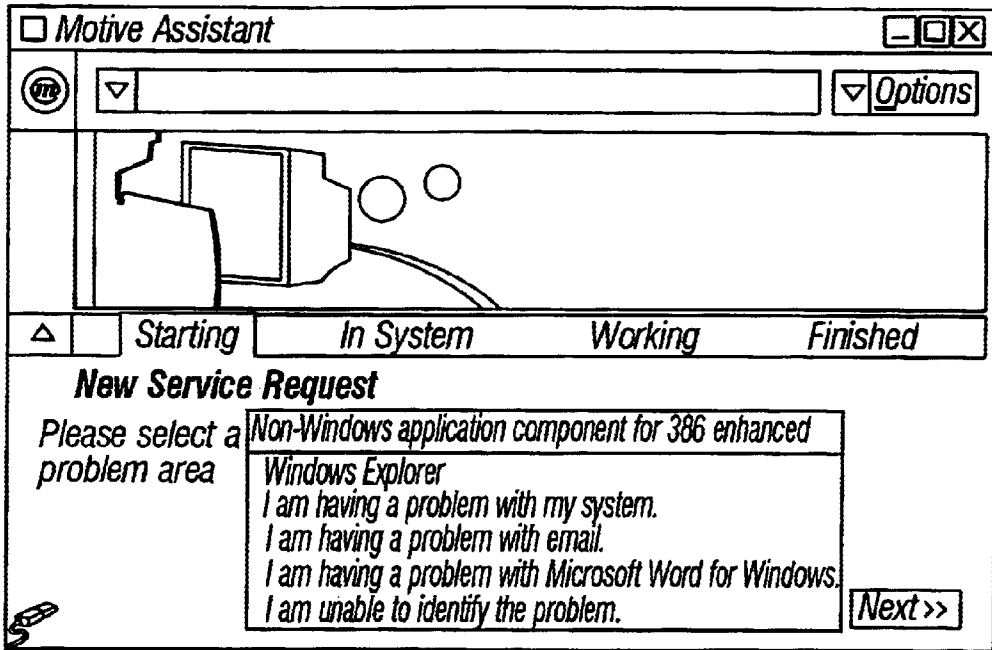 Motive Assistant
m
Options
Starting In System Working Finished
New Service Request
Please select a
problem area
Non-Windows application component for 386 enhanced
Windows Explorer
I am having a problem with my system.
I am having a problem with email.
I am having a problem with Microsoft Word for Windows.
I am unable to identify the problem.
Next >>